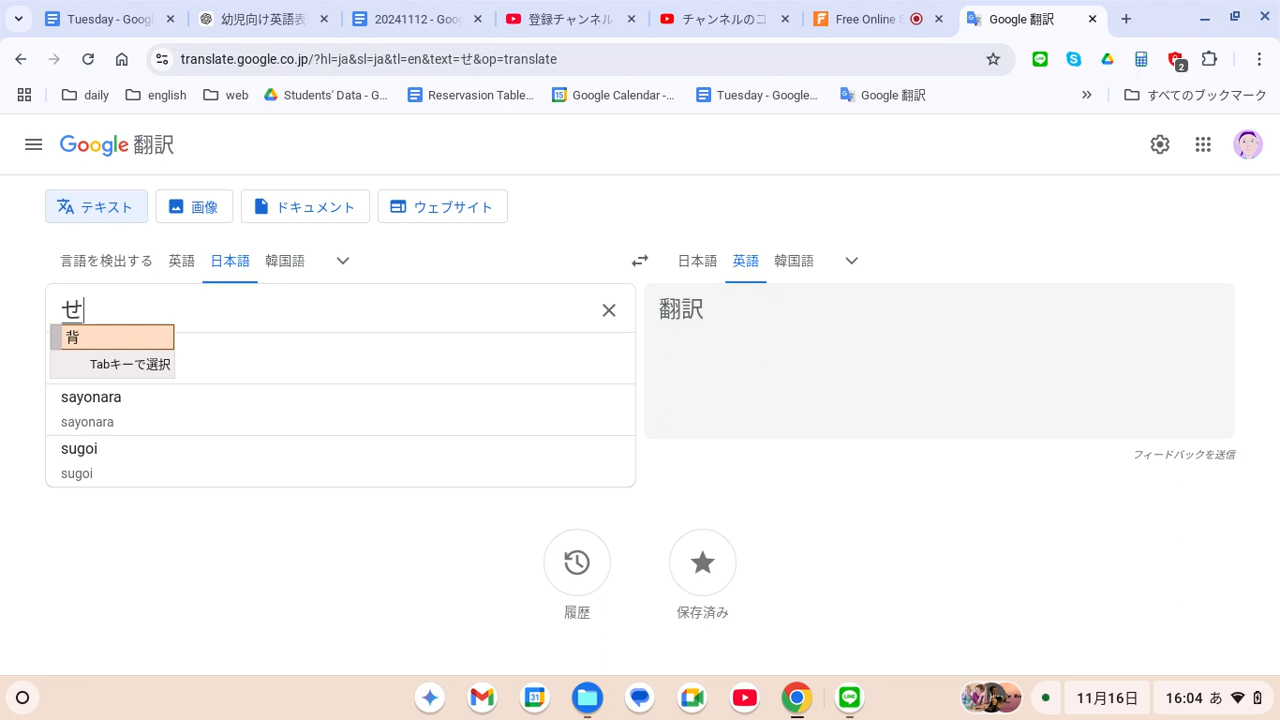 Tuesday - Googl
幼児向け英語表
20241112 - Goo
登録チャンネル
チャンネルのコ
Free Online S
Google 翻訳
translate.google.co.jp/?hl=ja&sl=ja&tl=en&text=せ&op=translate
2
daily
english
web
Students' Data - G...
Reservasion Table...
Google Calendar -...
Tuesday - Google...
Google 翻訳
すべてのブックマーク
Google 翻訳
テキスト
画像
ドキュメント
ウェブサイト
言語を検出する
英語
日本語
韓国語
日本語
英語
韓国語
せ
翻訳
背
Tabキーで選択
sayonara
sayonara
sugoi
sugoi
フィードバックを送信
履歴
保存済み
31
11月16日
16:04 あ